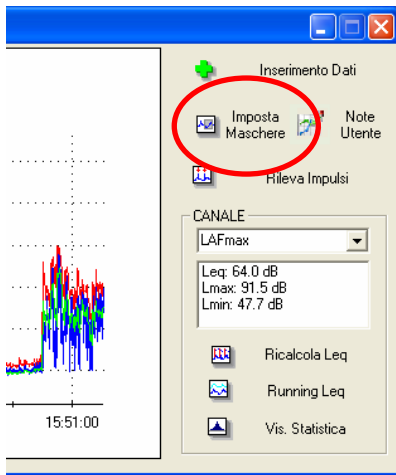 Inserimento Dati
Imposta Maschere
Note Utente
Rileva Impulsi
CANALE
LAFmax
Leq: 64.0 dB
Lmax: 91.5 dB
Lmin: 47.7 dB
Ricalcola Leq
Running Leq
Vis. Statistica
15:51:00